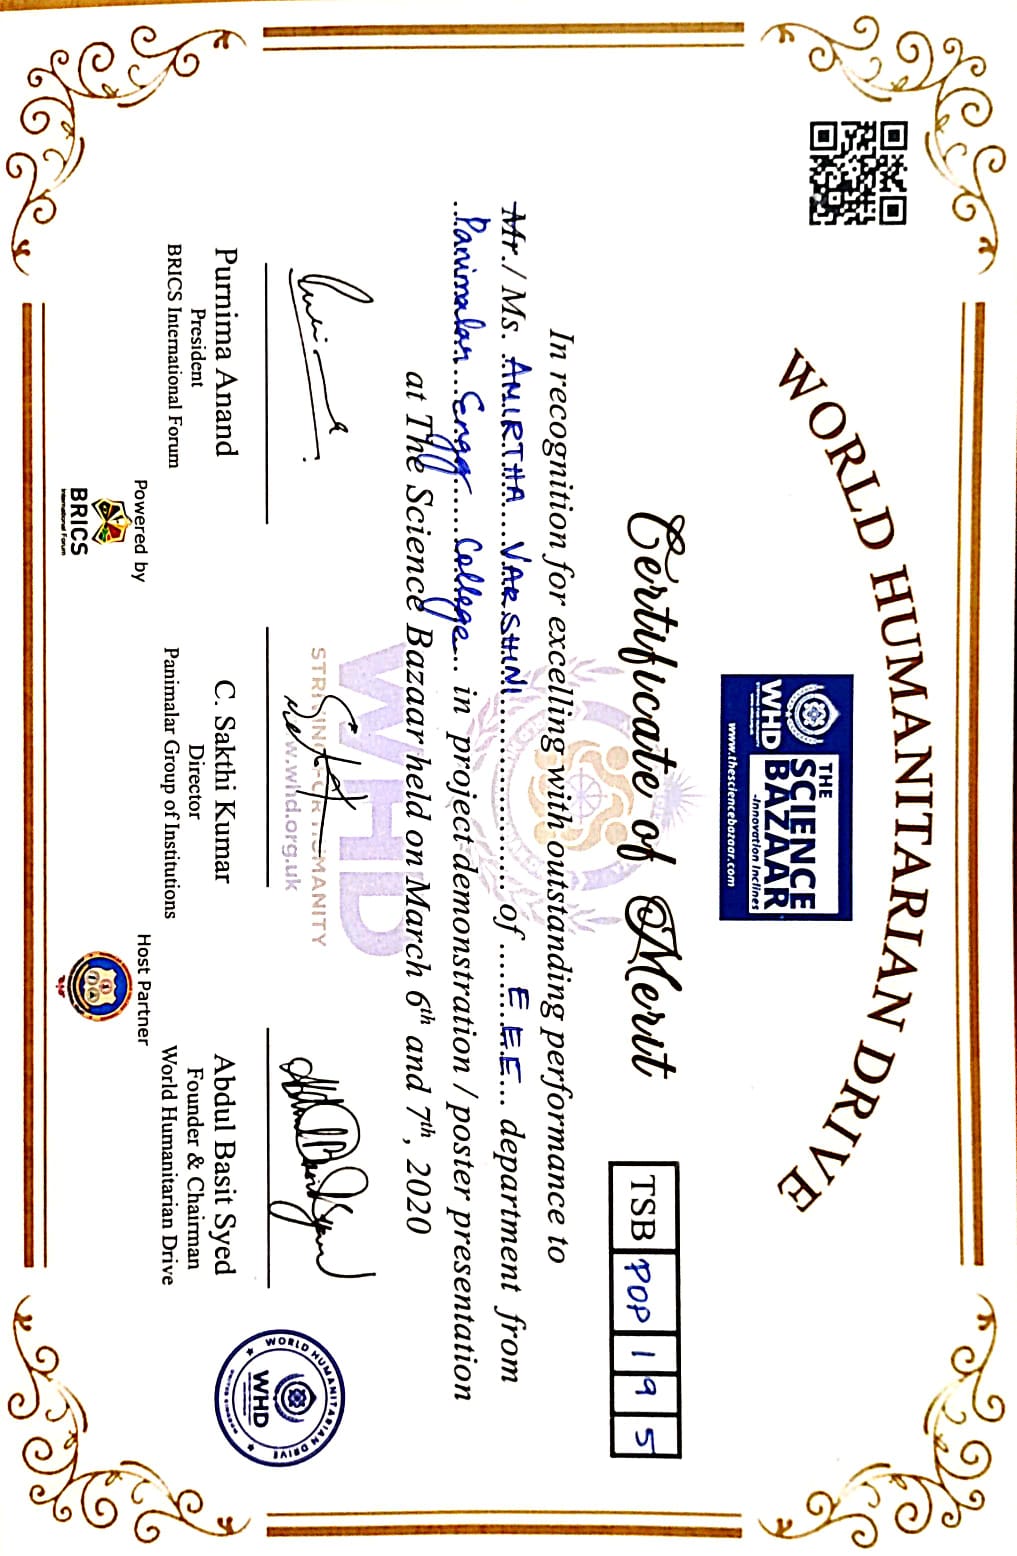 WORLD HUMANITARIAN DRIVE
WHD
THE
SCIENCE
BAZAAR
-Innovation Inclines
www.thesciencebazaar.com
Certificate of Merit
TSB POP 1 9 5
In recognition for excelling with outstanding performance to
Mr./ Ms. AMIRTHA VARSHINI of EEE department from
Panimalar Engg College in project demonstration / poster presentation
at The Science Bazaar held on March 6th and 7th, 2020
WHD
STRIVING FOR HUMANITY
www.whd.org.uk
Purnima Anand
President
BRICS International Forum
C. Sakthi Kumar
Director
Panimalar Group of Institutions
Abdul Basit Syed
Founder & Chairman
World Humanitarian Drive
WORLD HUMANITARIAN DRIVE
WHD
Powered by
BRICS
International Forum
Host Partner